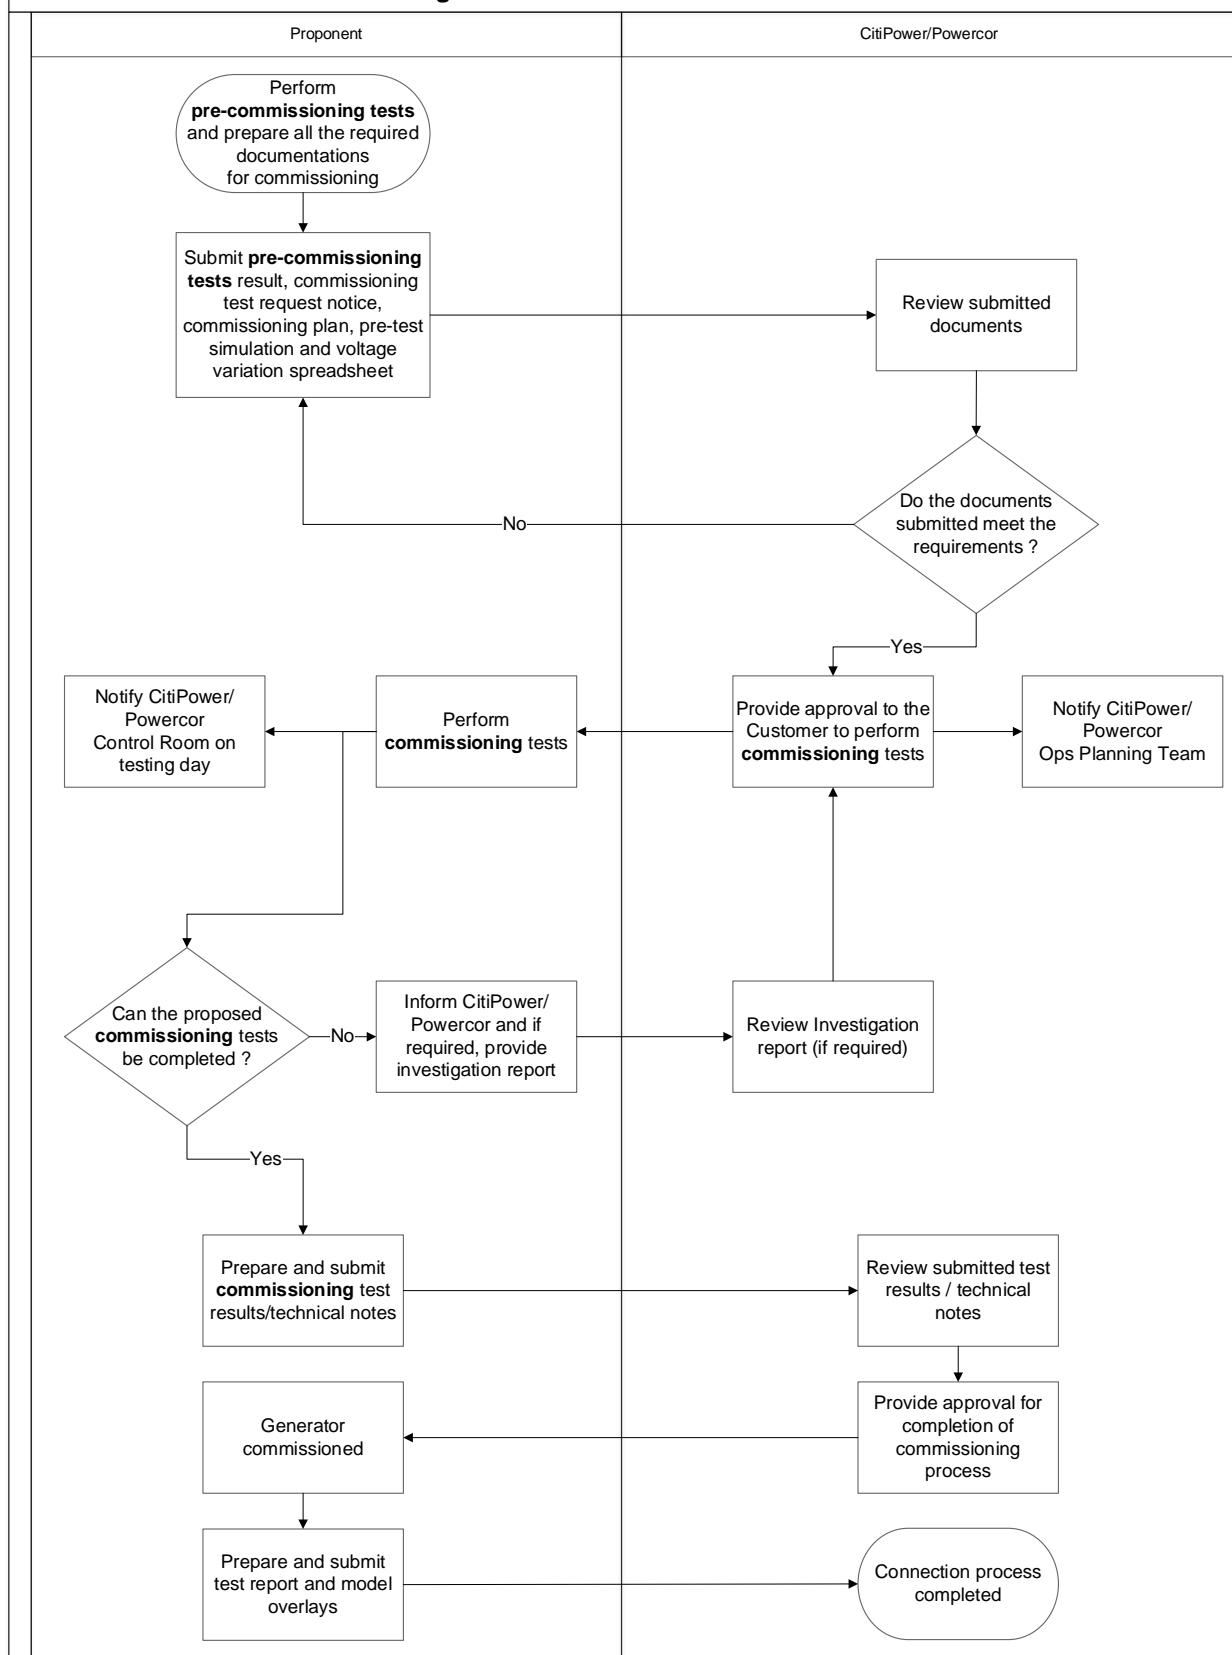 Proponent
CitiPower/Powercor
Perform
pre-commissioning tests
and prepare all the required
documentations
for commissioning
Submit pre-commissioning
tests result, commissioning
test request notice,
commissioning plan, pre-test
simulation and voltage
variation spreadsheet
Review submitted
documents
Do the documents
submitted meet the
requirements ?
No
Yes
Notify CitiPower/
Powercor
Control Room on
testing day
Perform
commissioning tests
Provide approval to the
Customer to perform
commissioning tests
Notify CitiPower/
Powercor
Ops Planning Team
Can the proposed
commissioning tests
be completed ?
No
Inform CitiPower/
Powercor and if
required, provide
investigation report
Review Investigation
report (if required)
Yes
Prepare and submit
commissioning test
results/technical notes
Review submitted test
results / technical
notes
Generator
commissioned
Provide approval for
completion of
commissioning
process
Prepare and submit
test report and model
overlays
Connection process
completed